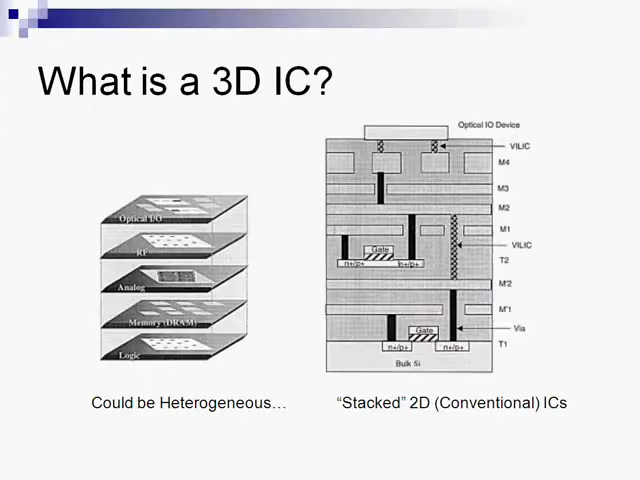 What is a 3D IC?
Optical I/O
RF
Analog
Memory (DRAM)
Logic
Could be Heterogeneous…
Optical IO Device
VILIC
M4
M3
M2
M1
Gate
VILIC
n+/p+ n+/p+
T2
M'2
M'1
Gate
Via
n+/p+ n+/p+
T1
Bulk Si
“Stacked” 2D (Conventional) ICs